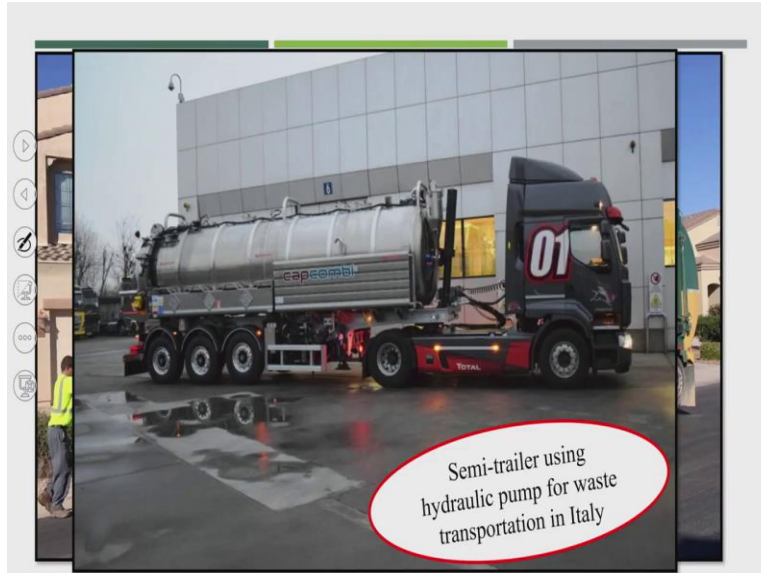 capcombi
01
TOTAL
Semi-trailer using
hydraulic pump for waste
transportation in Italy